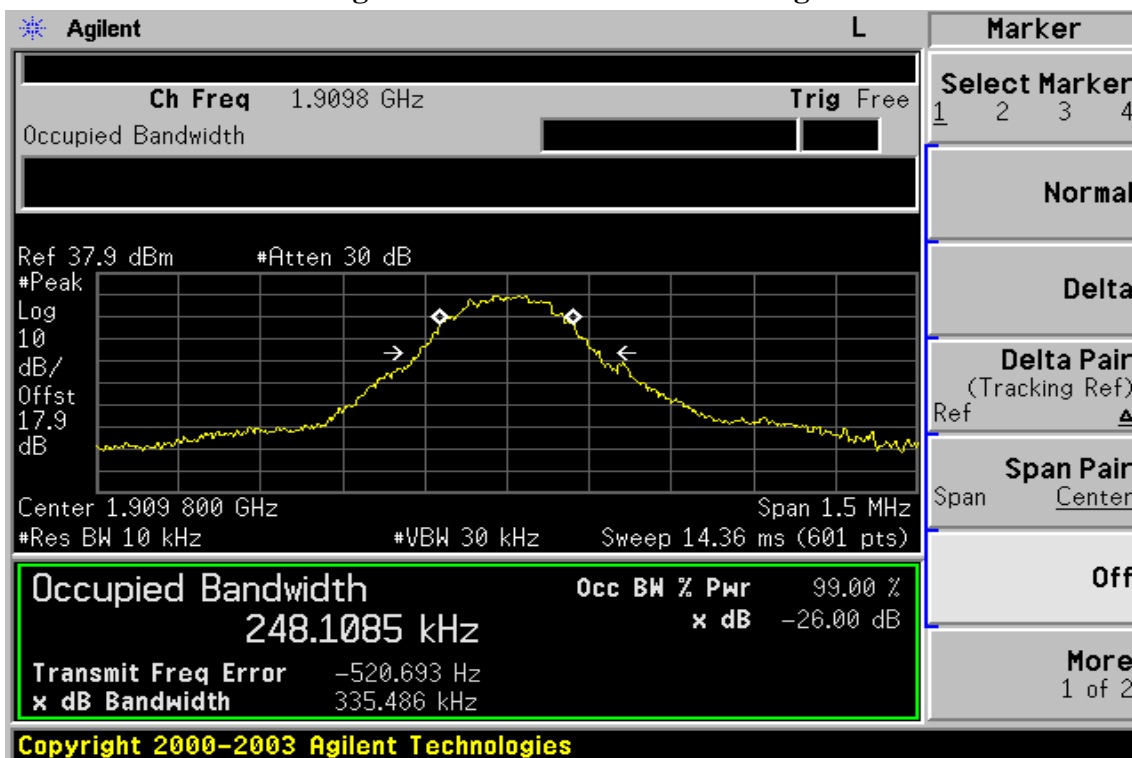 Agilent L Marker
Ch Freq 1.9098 GHz Trig Free
Occupied Bandwidth
Select Marker
1 2 3 4
Normal
Delta
Delta Pair
(Tracking Ref)
Ref Δ
Span Pair
Span Center
Off
More
1 of 2
Ref 37.9 dBm #Atten 30 dB
#Peak
Log
10
dB/
Offst
17.9
dB
Center 1.909 800 GHz Span 1.5 MHz
#Res BW 10 kHz #VBW 30 kHz Sweep 14.36 ms (601 pts)
Occupied Bandwidth Occ BW % Pwr 99.00 %
248.1085 kHz x dB -26.00 dB
Transmit Freq Error -520.693 Hz
x dB Bandwidth 335.486 kHz
Copyright 2000-2003 Agilent Technologies